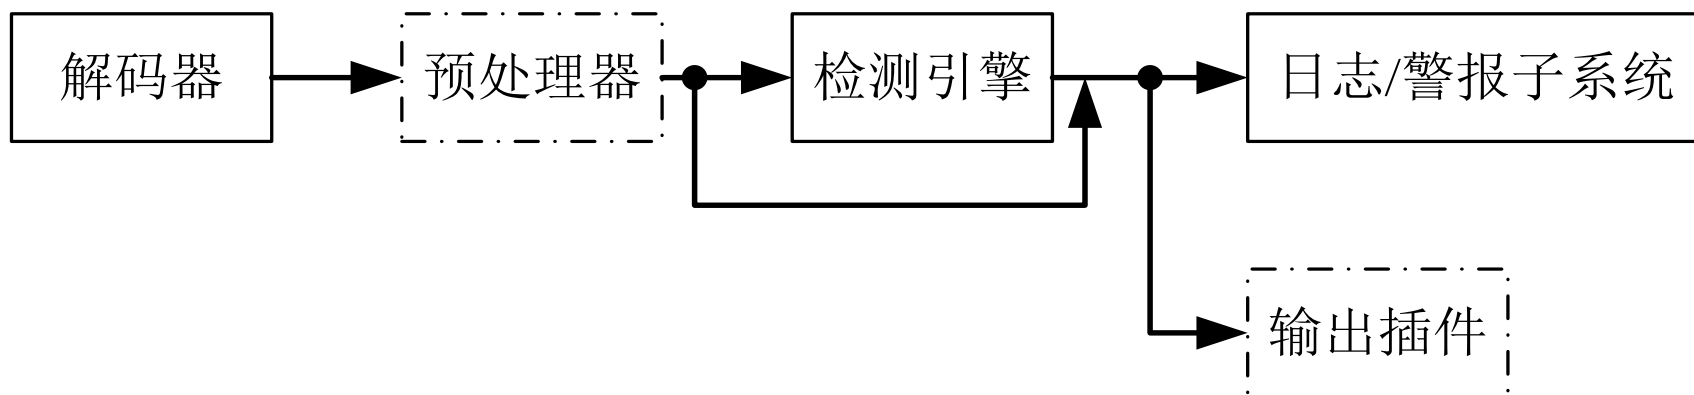 解码器
预处理器
检测引擎
日志/警报子系统
输出插件